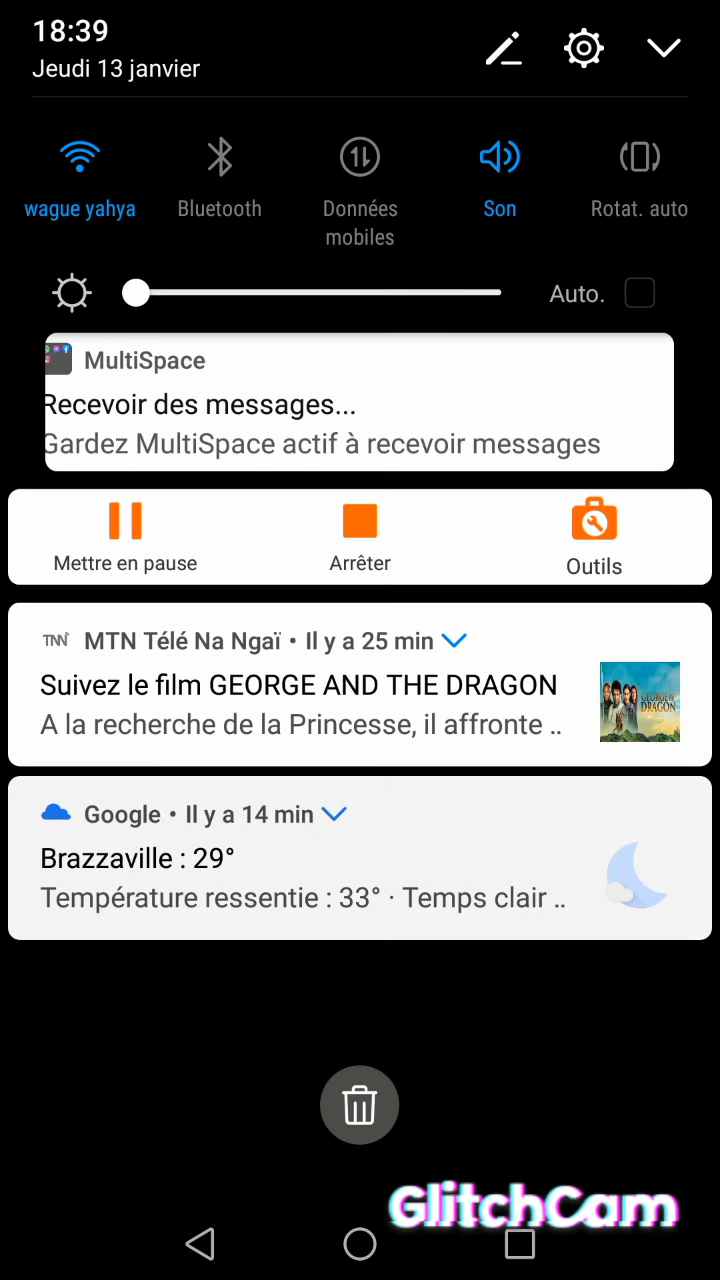 18:39
Jeudi 13 janvier
wague yahya
Bluetooth
Données
mobiles
Son
Rotat. auto
Auto.
MultiSpace
Recevoir des messages...
Gardez MultiSpace actif à recevoir messages
Mettre en pause
Arrêter
Outils
TNN MTN Télé Na Ngaï • Il y a 25 min
Suivez le film GEORGE AND THE DRAGON
A la recherche de la Princesse, il affronte ..
GEORGE
DRAGON
Google • Il y a 14 min
Brazzaville : 29°
Température ressentie : 33° · Temps clair ..
GlitchCam